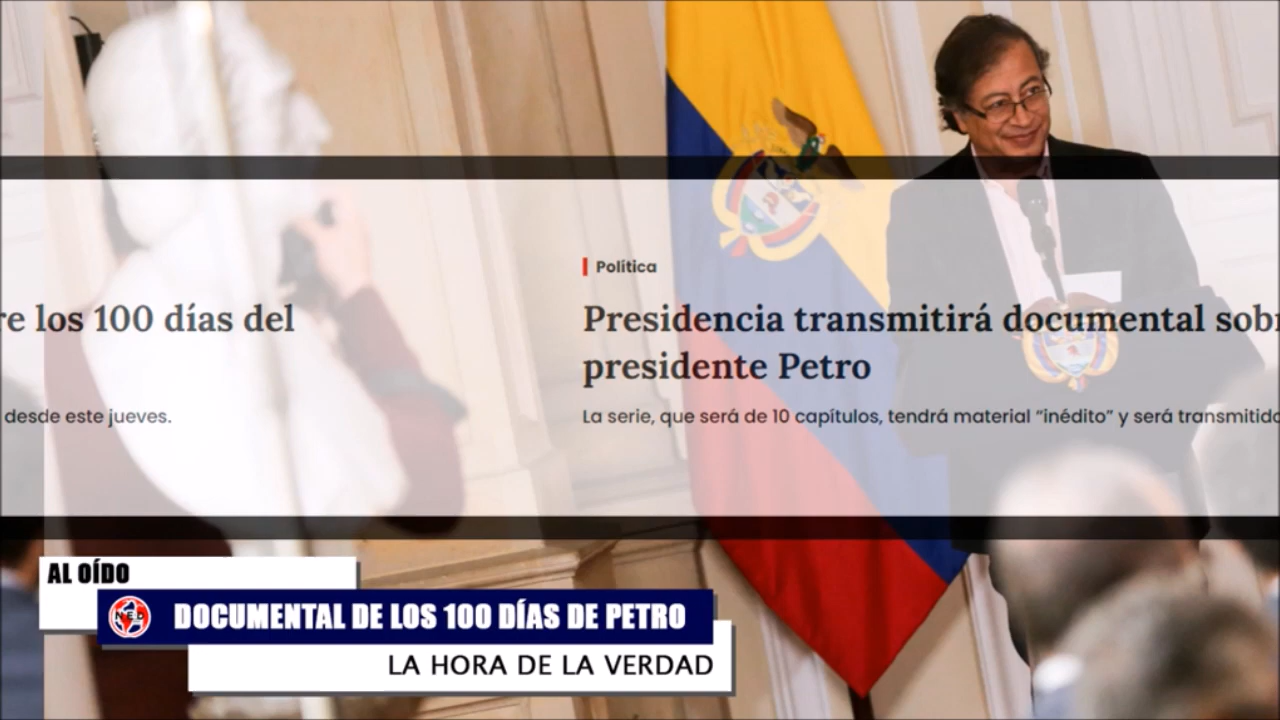 Política
re los 100 días del
Presidencia transmitirá documental sob
presidente Petro
desde este jueves.
La serie, que será de 10 capítulos, tendrá material “inédito” y será transmitid
AL OÍDO
DOCUMENTAL DE LOS 100 DÍAS DE PETRO
LA HORA DE LA VERDAD